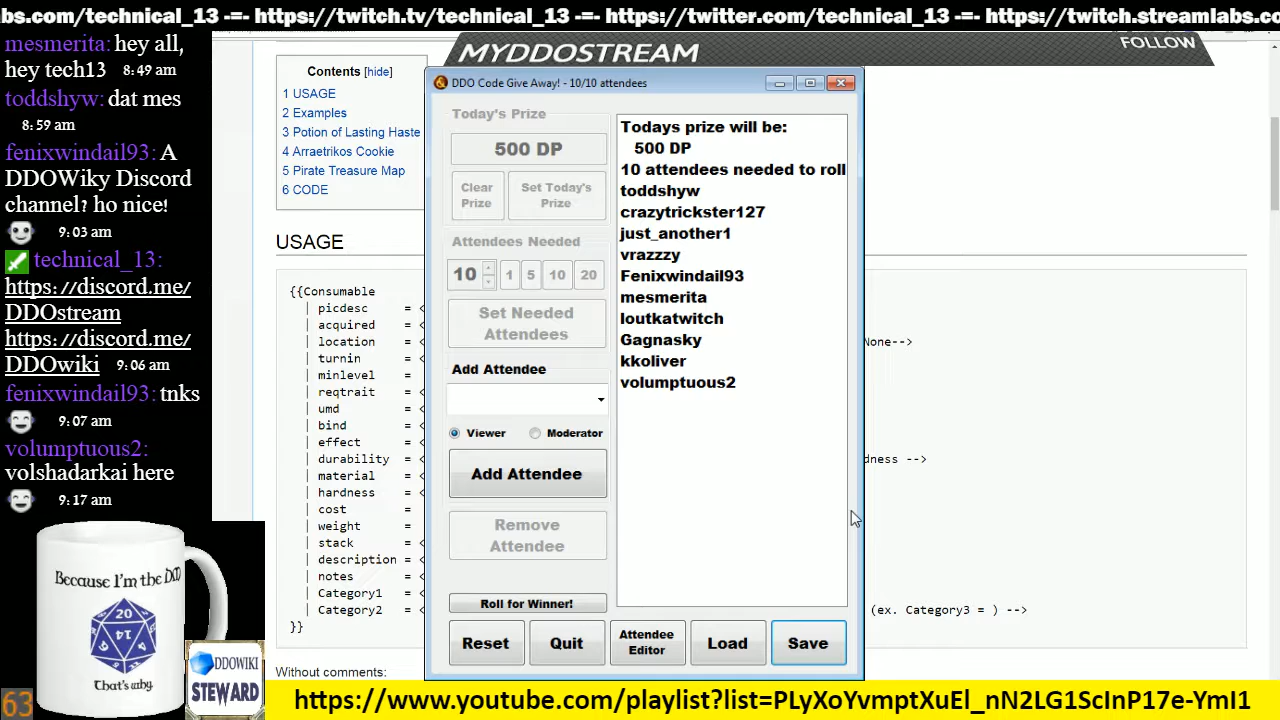 bs.com/technical_13 -=- https://twitch.tv/technical_13 -=- https://twitter.com/technical_13 -=- https://twitch.streamlabs.co
mesmerita: hey all,
hey tech13 8:49 am
toddshyw: dat mes
8:59 am
fenixwindail93: A
DDOWiky Discord
channel? ho nice!
9:03 am
technical_13:
https://discord.me/
DDOstream
https://discord.me/
DDOwiki 9:06 am
fenixwindail93: tnks
9:07 am
volumptuous2:
volshadarkai here
9:17 am
Because I'm the DD
20
14
That's why.
DDOWIKI
STEWARD
63
MYDDOSTREAM
FOLLOW
Contents [hide]
1 USAGE
2 Examples
3 Potion of Lasting Haste
4 Arraetrikos Cookie
5 Pirate Treasure Map
6 CODE
USAGE
{{Consumable
| picdesc = <
| acquired = <
| location = < None-->
| turnin = <
| minlevel = <
| reqtrait = <
| umd = <
| bind = <
| effect = <
| durability = < dness -->
| material = <
| hardness = <
| cost = <
| weight = <
| stack = <
| description = <
| notes = <
| Category1 = <
| Category2 = < (ex. Category3 = ) -->
}}
Without comments:
DDO Code Give Away! - 10/10 attendees
Today's Prize
500 DP
Clear
Prize
Set Today's
Prize
Attendees Needed
10 1 5 10 20
Set Needed
Attendees
Add Attendee
Viewer Moderator
Add Attendee
Remove
Attendee
Roll for Winner!
Reset Quit Attendee
Editor Load Save
Todays prize will be:
500 DP
10 attendees needed to roll
toddshyw
crazytrickster127
just_another1
vrazzzy
Fenixwindail93
mesmerita
loutkatwitch
Gagnasky
kkoliver
volumptuous2
https://www.youtube.com/playlist?list=PLyXoYvmptXuEl_nN2LG1ScInP17e-YmI1